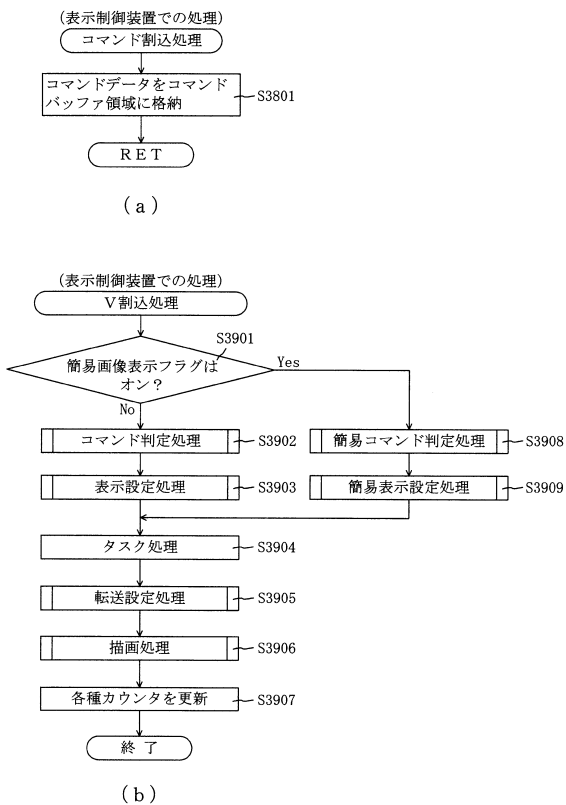 (表示制御装置での処理)
コマンド割込処理
コマンドデータをコマンド
バッファ領域に格納
S3801
RET
(a)
(表示制御装置での処理)
V割込処理
S3901
簡易画像表示フラグは
オン？
Yes
No
コマンド判定処理
S3902
簡易コマンド判定処理
S3908
表示設定処理
S3903
簡易表示設定処理
S3909
タスク処理
S3904
転送設定処理
S3905
描画処理
S3906
各種カウンタを更新
S3907
終了
(b)